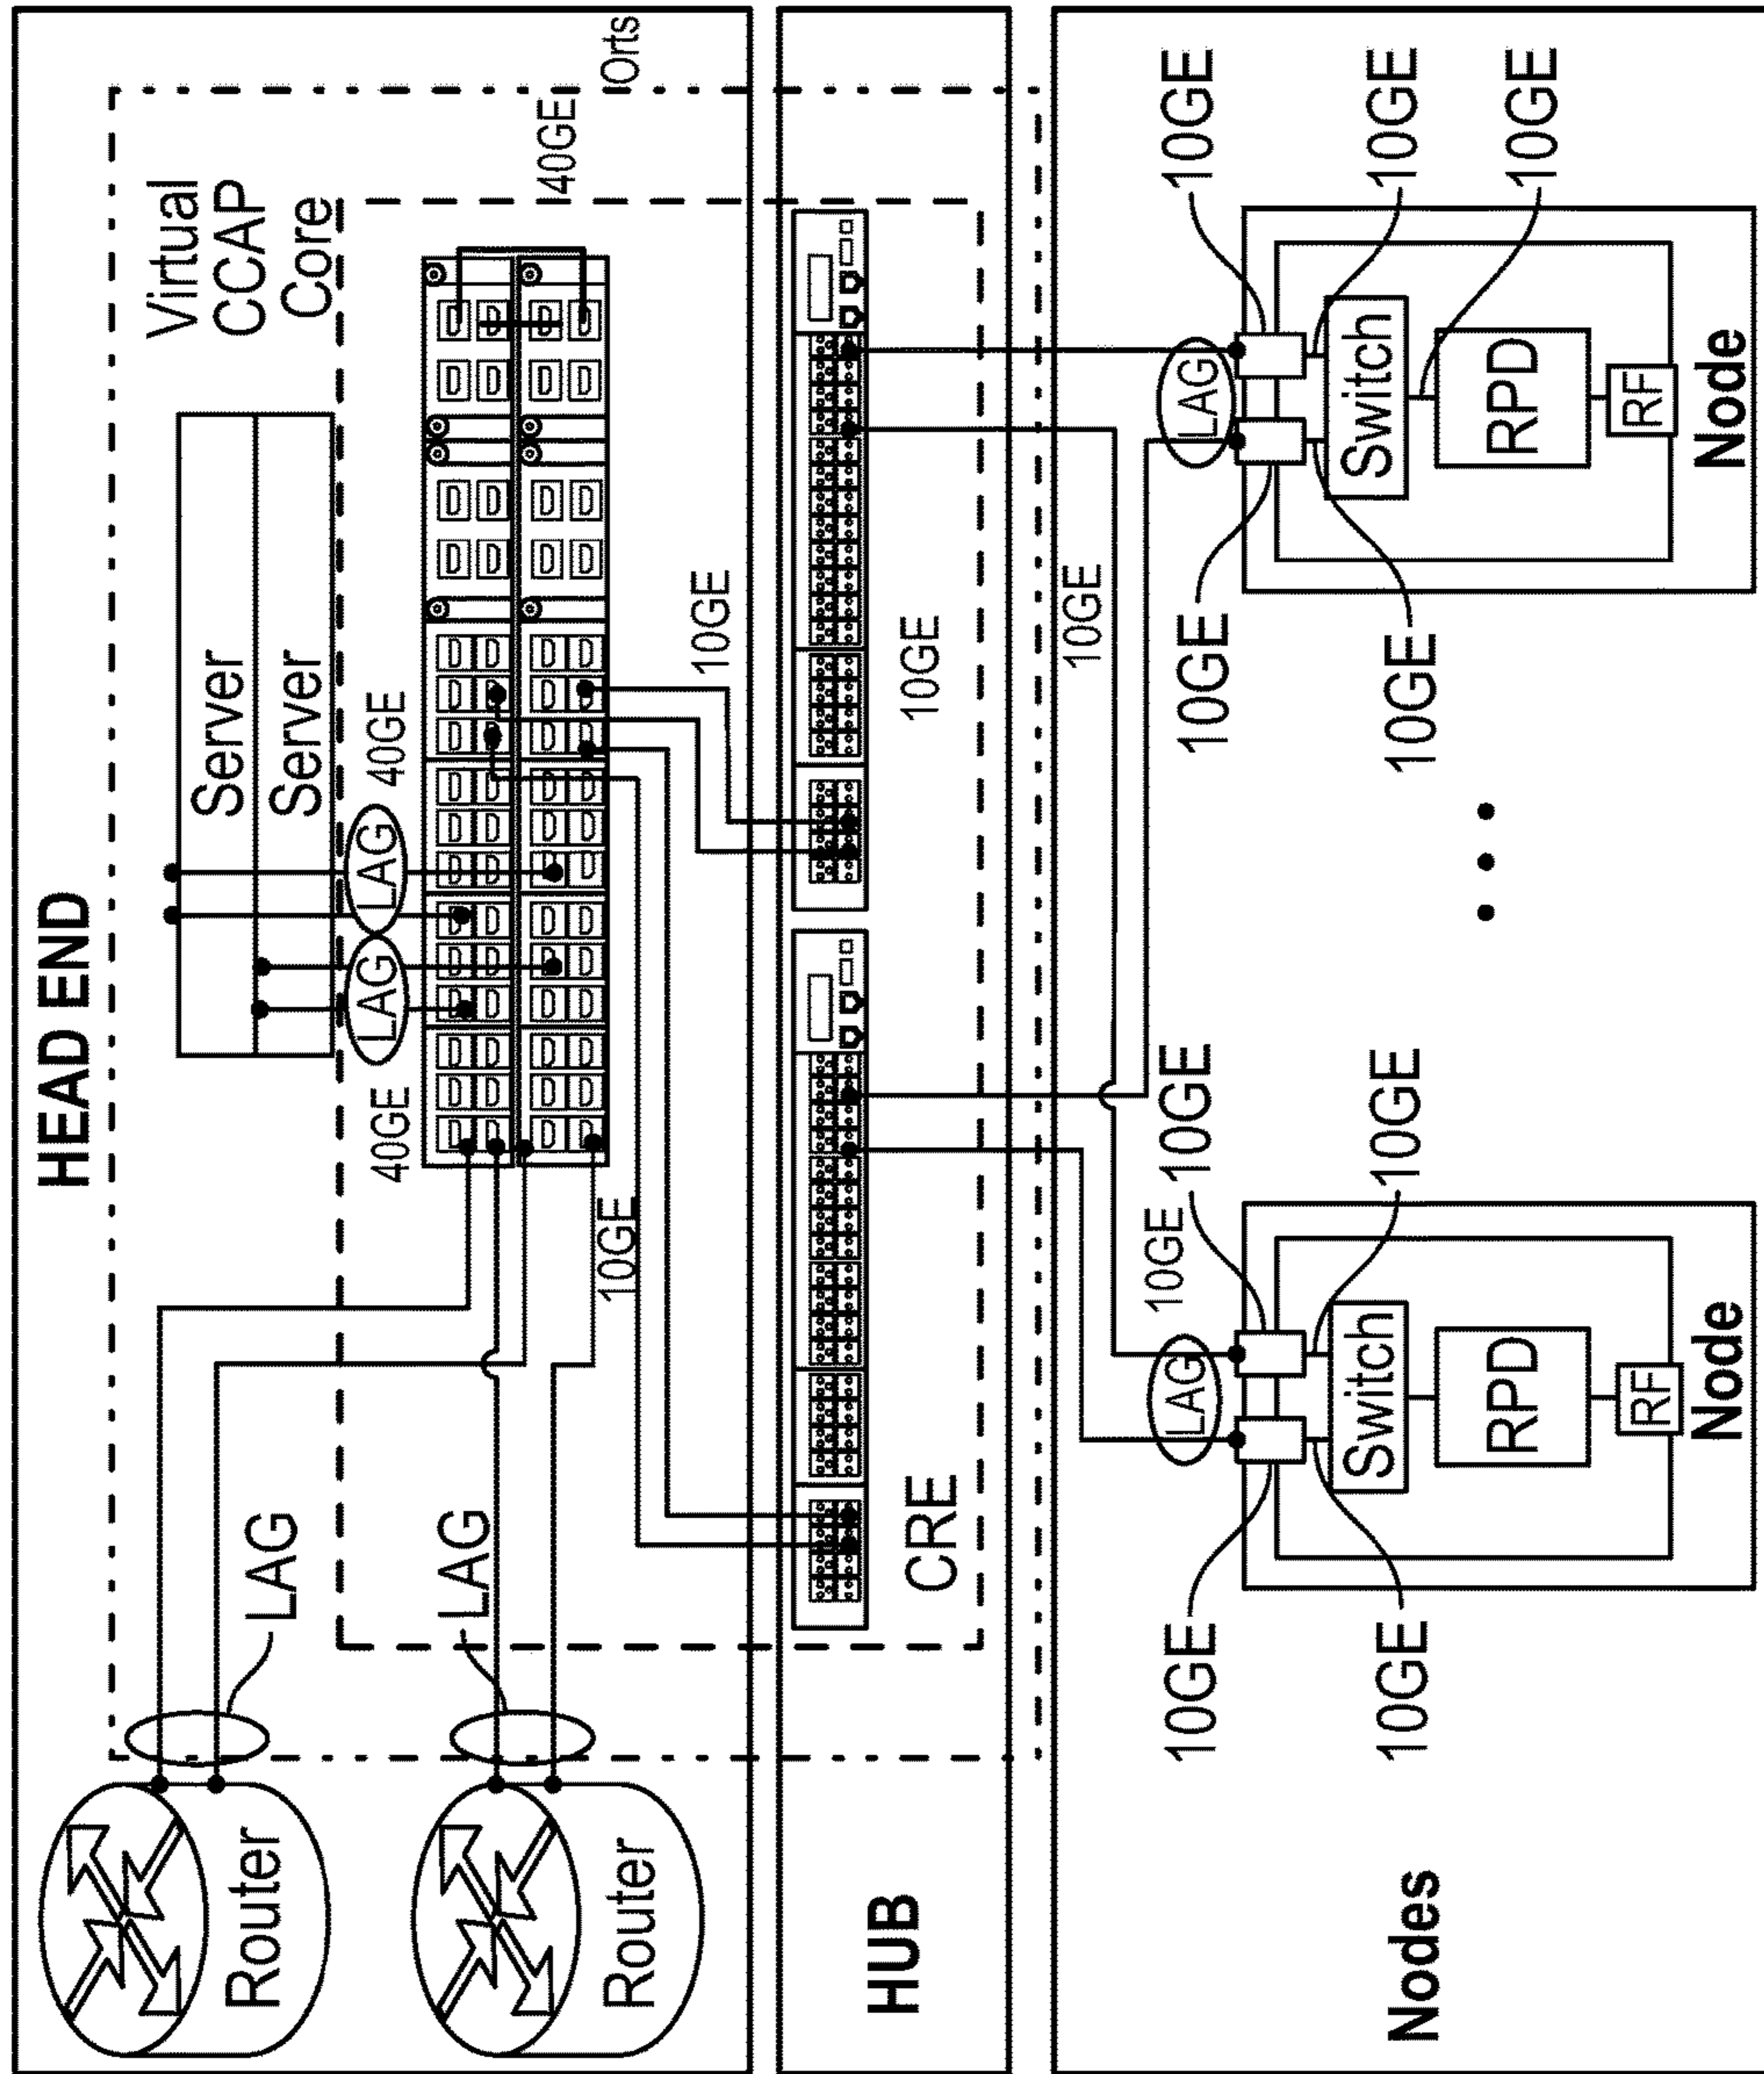 HEAD END
Router
Router
LAG
LAG
Server
Server
Virtual
CCAP
Core
LAG
LAG
40GE
40GE
40GE
Orts
10GE
10GE
HUB
CRE
10GE
10GE
10GE
Nodes
LAG
10GE
10GE
10GE
10GE
Switch
RPD
RF
Node
LAG
10GE
10GE
10GE
10GE
10GE
Switch
RPD
RF
Node